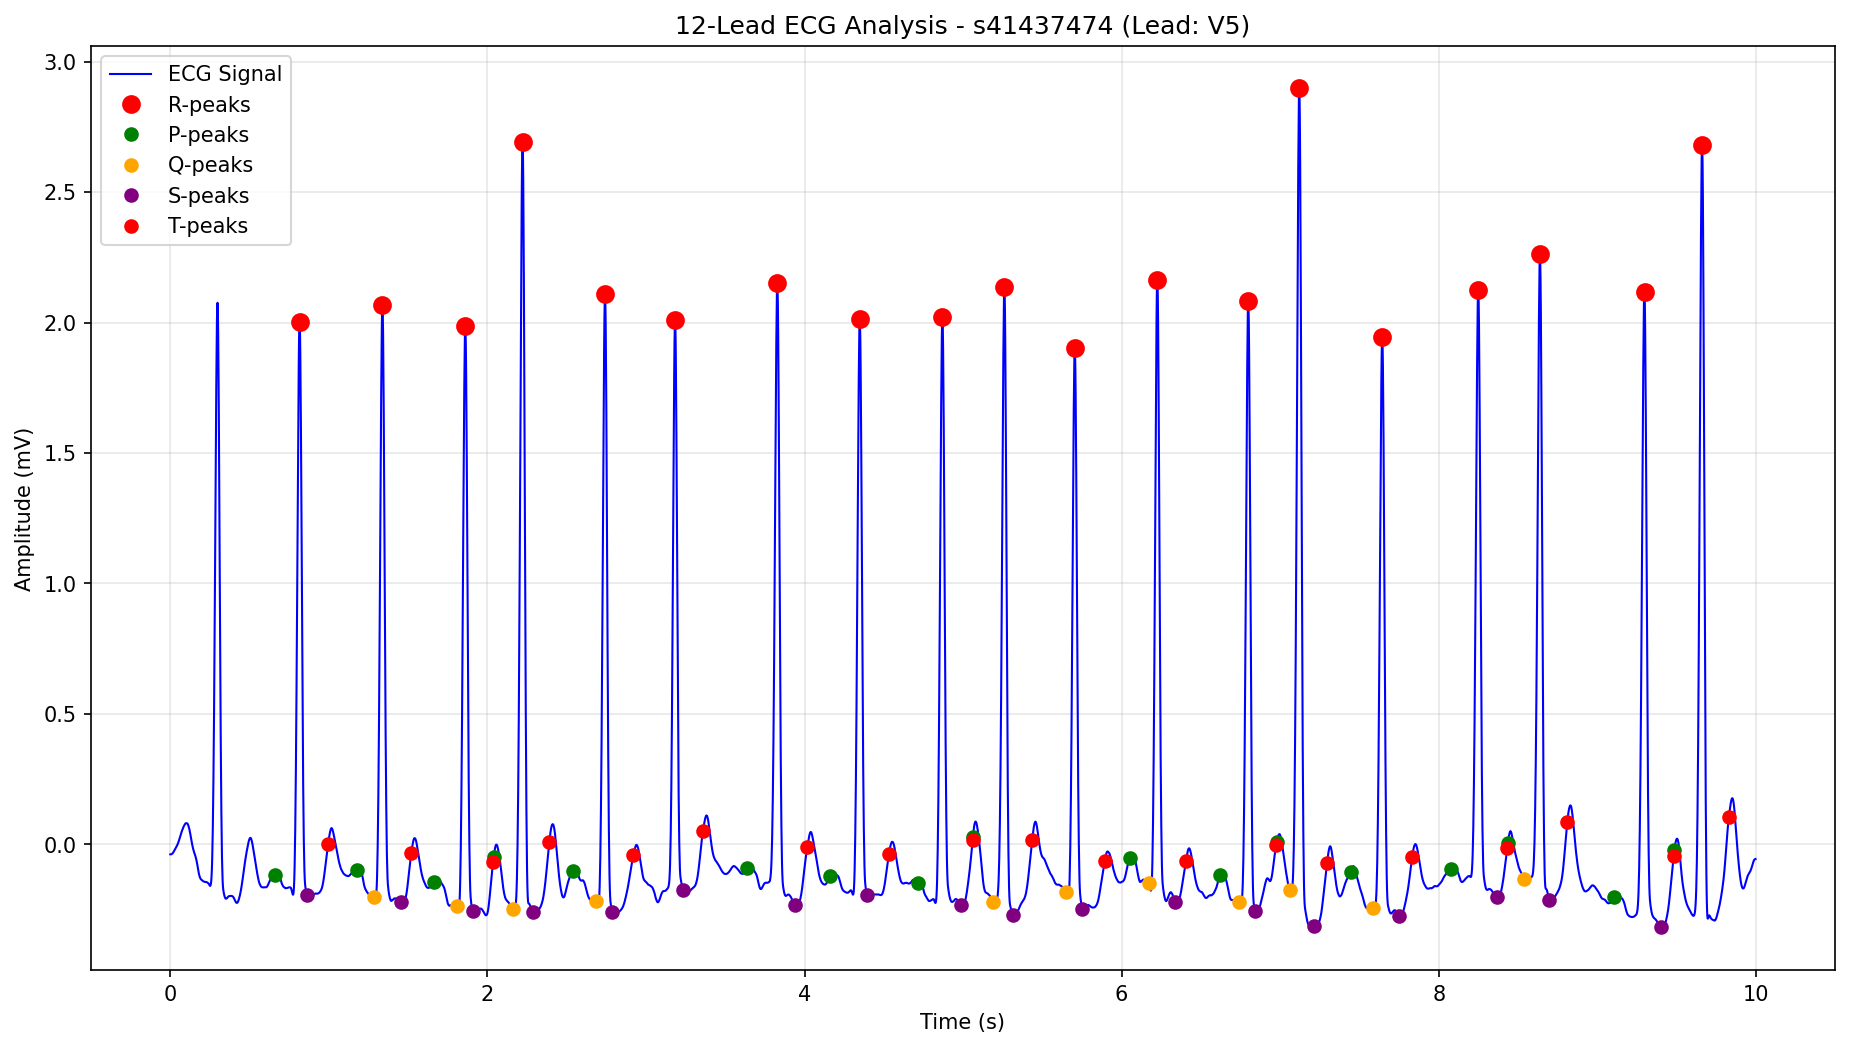 12-Lead ECG Analysis - s41437474 (Lead: V5)
ECG Signal
R-peaks
P-peaks
Q-peaks
S-peaks
T-peaks
3.0
2.5
2.0
1.5
1.0
0.5
0.0
Amplitude (mV)
0 2 4 6 8 10
Time (s)